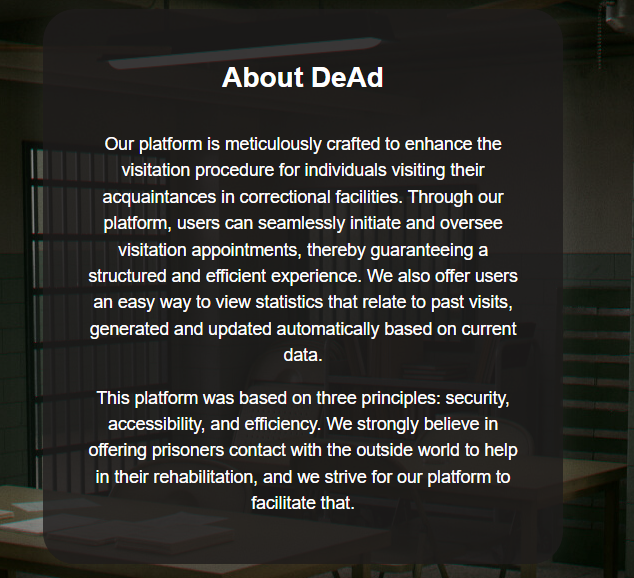 About DeAd
Our platform is meticulously crafted to enhance the
visitation procedure for individuals visiting their
acquaintances in correctional facilities. Through our
platform, users can seamlessly initiate and oversee
visitation appointments, thereby guaranteeing a
structured and efficient experience. We also offer users
an easy way to view statistics that relate to past visits,
generated and updated automatically based on current
data.
This platform was based on three principles: security,
accessibility, and efficiency. We strongly believe in
offering prisoners contact with the outside world to help
in their rehabilitation, and we strive for our platform to
facilitate that.